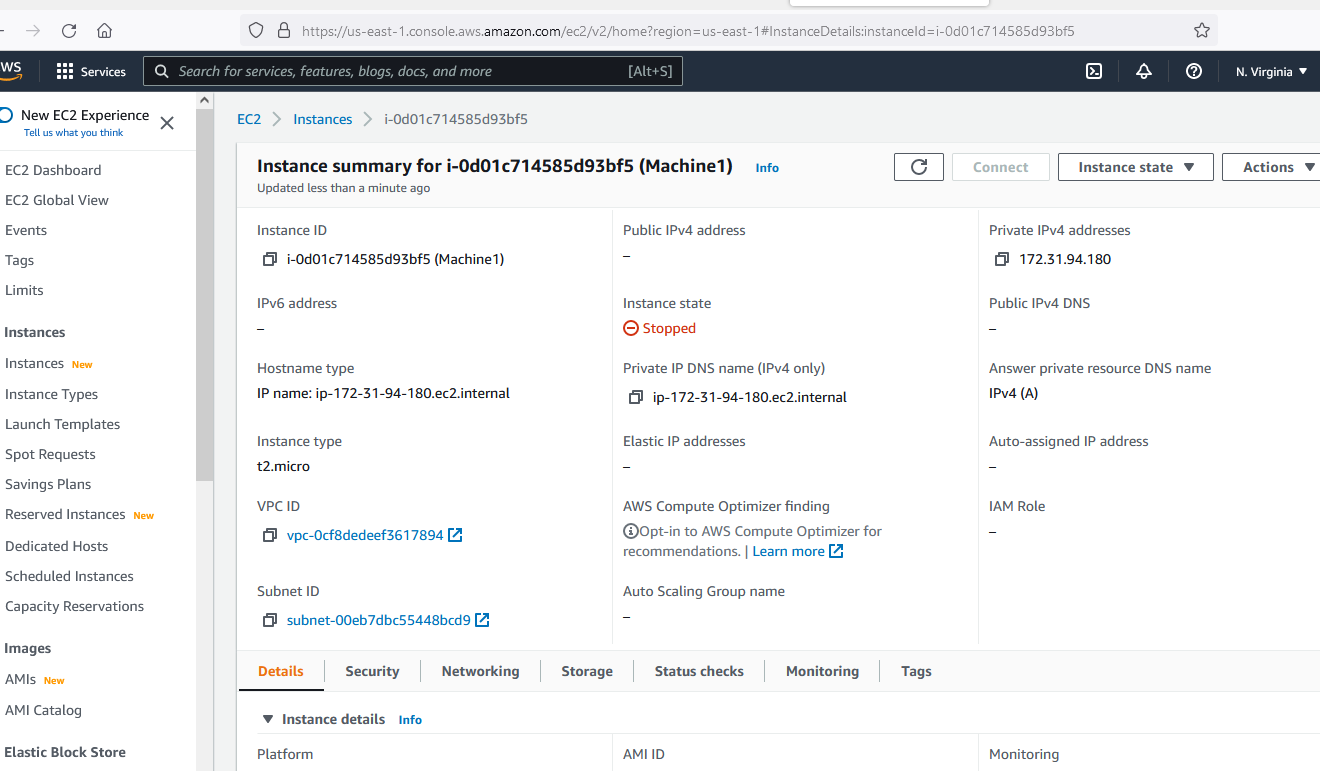 https://us-east-1.console.aws.amazon.com/ec2/v2/home?region=us-east-1#InstanceDetails:instanceId=i-0d01c714585d93bf5
WS
Services
Search for services, features, blogs, docs, and more
[Alt+S]
N. Virginia
New EC2 Experience
Tell us what you think
EC2 Dashboard
EC2 Global View
Events
Tags
Limits
Instances
Instances New
Instance Types
Launch Templates
Spot Requests
Savings Plans
Reserved Instances New
Dedicated Hosts
Scheduled Instances
Capacity Reservations
Images
AMIs New
AMI Catalog
Elastic Block Store
EC2
Instances
i-0d01c714585d93bf5
Instance summary for i-0d01c714585d93bf5 (Machine1) Info
Updated less than a minute ago
Connect
Instance state
Actions
Instance ID
i-0d01c714585d93bf5 (Machine1)
Public IPv4 address
–
Private IPv4 addresses
172.31.94.180
IPv6 address
–
Instance state
Stopped
Public IPv4 DNS
–
Hostname type
IP name: ip-172-31-94-180.ec2.internal
Private IP DNS name (IPv4 only)
ip-172-31-94-180.ec2.internal
Answer private resource DNS name
IPv4 (A)
Instance type
t2.micro
Elastic IP addresses
–
Auto-assigned IP address
–
VPC ID
vpc-0cf8dedeef3617894
AWS Compute Optimizer finding
Opt-in to AWS Compute Optimizer for
recommendations. | Learn more
IAM Role
–
Subnet ID
subnet-00eb7dbc55448bcd9
Auto Scaling Group name
–
Details
Security
Networking
Storage
Status checks
Monitoring
Tags
Instance details Info
Platform
AMI ID
Monitoring